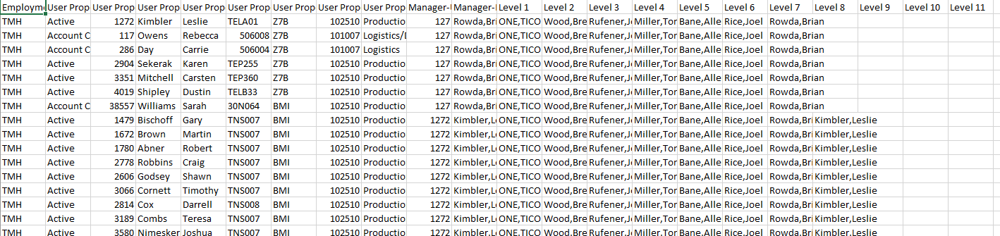 Employme User Prop User Prop User Prop User Prop User Prop User Prop User Prop User Prop Manager- Manager- Level 1 Level 2 Level 3 Level 4 Level 5 Level 6 Level 7 Level 8 Level 9 Level 10 Level 11
TMH Active 1272 Kimbler Leslie TELA01 Z7B 102510 Productio 127 Rowda,Bri ONE,TICO Wood,Bre Rufener,J Miller,Tor Bane,Alle Rice,Joel Rowda,Brian
TMH Account C 117 Owens Rebecca 506008 Z7B 101007 Logistics/ 127 Rowda,Bri ONE,TICO Wood,Bre Rufener,J Miller,Tor Bane,Alle Rice,Joel Rowda,Brian
TMH Account C 286 Day Carrie 506004 Z7B 101007 Logistics 127 Rowda,Bri ONE,TICO Wood,Bre Rufener,J Miller,Tor Bane,Alle Rice,Joel Rowda,Brian
TMH Active 2904 Sekerak Karen TEP255 Z7B 102510 Productio 127 Rowda,Bri ONE,TICO Wood,Bre Rufener,J Miller,Tor Bane,Alle Rice,Joel Rowda,Brian
TMH Active 3351 Mitchell Carsten TEP360 Z7B 102510 Productio 127 Rowda,Bri ONE,TICO Wood,Bre Rufener,J Miller,Tor Bane,Alle Rice,Joel Rowda,Brian
TMH Active 4019 Shipley Dustin TELB33 Z7B 102510 Productio 127 Rowda,Bri ONE,TICO Wood,Bre Rufener,J Miller,Tor Bane,Alle Rice,Joel Rowda,Brian
TMH Account C 38557 Williams Sarah 30N064 BMI 102510 Productio 127 Rowda,Bri ONE,TICO Wood,Bre Rufener,J Miller,Tor Bane,Alle Rice,Joel Rowda,Brian
TMH Active 1479 Bischoff Gary TNS007 BMI 102510 Productio 1272 Kimbler,L ONE,TICO Wood,Bre Rufener,J Miller,Tor Bane,Alle Rice,Joel Rowda,Bri Kimbler,Leslie
TMH Active 1672 Brown Martin TNS007 BMI 102510 Productio 1272 Kimbler,L ONE,TICO Wood,Bre Rufener,J Miller,Tor Bane,Alle Rice,Joel Rowda,Bri Kimbler,Leslie
TMH Active 1780 Abner Robert TNS007 BMI 102510 Productio 1272 Kimbler,L ONE,TICO Wood,Bre Rufener,J Miller,Tor Bane,Alle Rice,Joel Rowda,Bri Kimbler,Leslie
TMH Active 2778 Robbins Craig TNS007 BMI 102510 Productio 1272 Kimbler,L ONE,TICO Wood,Bre Rufener,J Miller,Tor Bane,Alle Rice,Joel Rowda,Bri Kimbler,Leslie
TMH Active 2606 Godsey Shawn TNS007 BMI 102510 Productio 1272 Kimbler,L ONE,TICO Wood,Bre Rufener,J Miller,Tor Bane,Alle Rice,Joel Rowda,Bri Kimbler,Leslie
TMH Active 3066 Cornett Timothy TNS007 BMI 102510 Productio 1272 Kimbler,L ONE,TICO Wood,Bre Rufener,J Miller,Tor Bane,Alle Rice,Joel Rowda,Bri Kimbler,Leslie
TMH Active 2814 Cox Darrell TNS008 BMI 102510 Productio 1272 Kimbler,L ONE,TICO Wood,Bre Rufener,J Miller,Tor Bane,Alle Rice,Joel Rowda,Bri Kimbler,Leslie
TMH Active 3189 Combs Teresa TNS007 BMI 102510 Productio 1272 Kimbler,L ONE,TICO Wood,Bre Rufener,J Miller,Tor Bane,Alle Rice,Joel Rowda,Bri Kimbler,Leslie
TMH Active 3580 Nimesker Joshua TNS007 BMI 102510 Productio 1272 Kimbler,L ONE,TICO Wood,Bre Rufener,J Miller,Tor Bane,Alle Rice,Joel Rowda,Bri Kimbler,Leslie